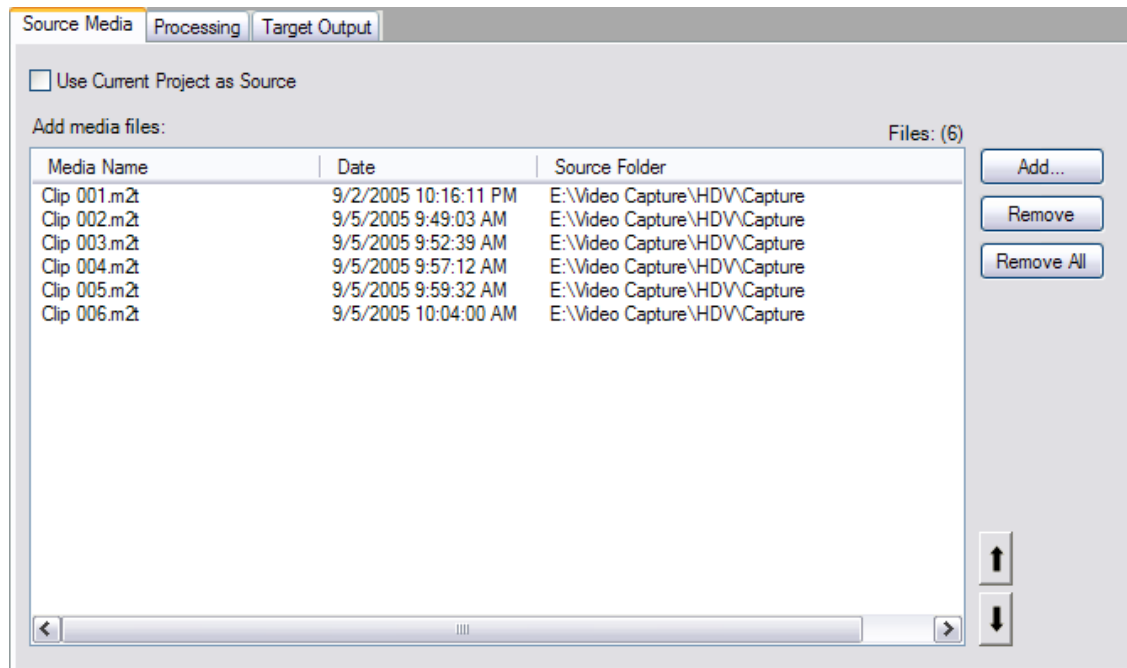 Source Media Processing Target Output
Use Current Project as Source
Add media files:
Files: (6)
Media Name Date Source Folder
Add...
Clip 001.m2t 9/2/2005 10:16:11 PM E:\Video Capture\HDV\Capture
Clip 002.m2t 9/5/2005 9:49:03 AM E:\Video Capture\HDV\Capture
Remove
Clip 003.m2t 9/5/2005 9:52:39 AM E:\Video Capture\HDV\Capture
Clip 004.m2t 9/5/2005 9:57:12 AM E:\Video Capture\HDV\Capture
Remove All
Clip 005.m2t 9/5/2005 9:59:32 AM E:\Video Capture\HDV\Capture
Clip 006.m2t 9/5/2005 10:04:00 AM E:\Video Capture\HDV\Capture